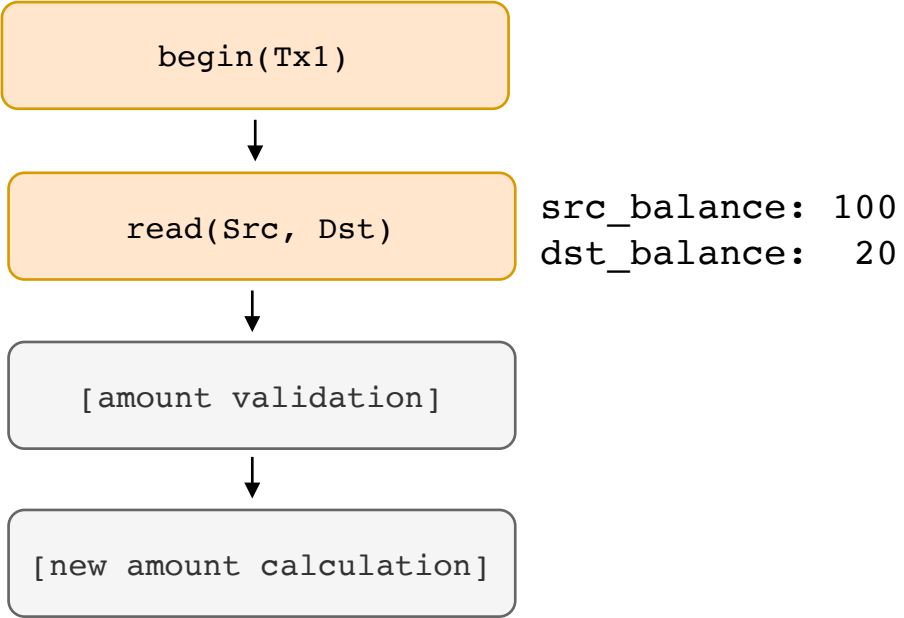 begin(Tx1)
read(Src, Dst)
src_balance: 100
dst_balance:  20
[amount validation]
[new amount calculation]